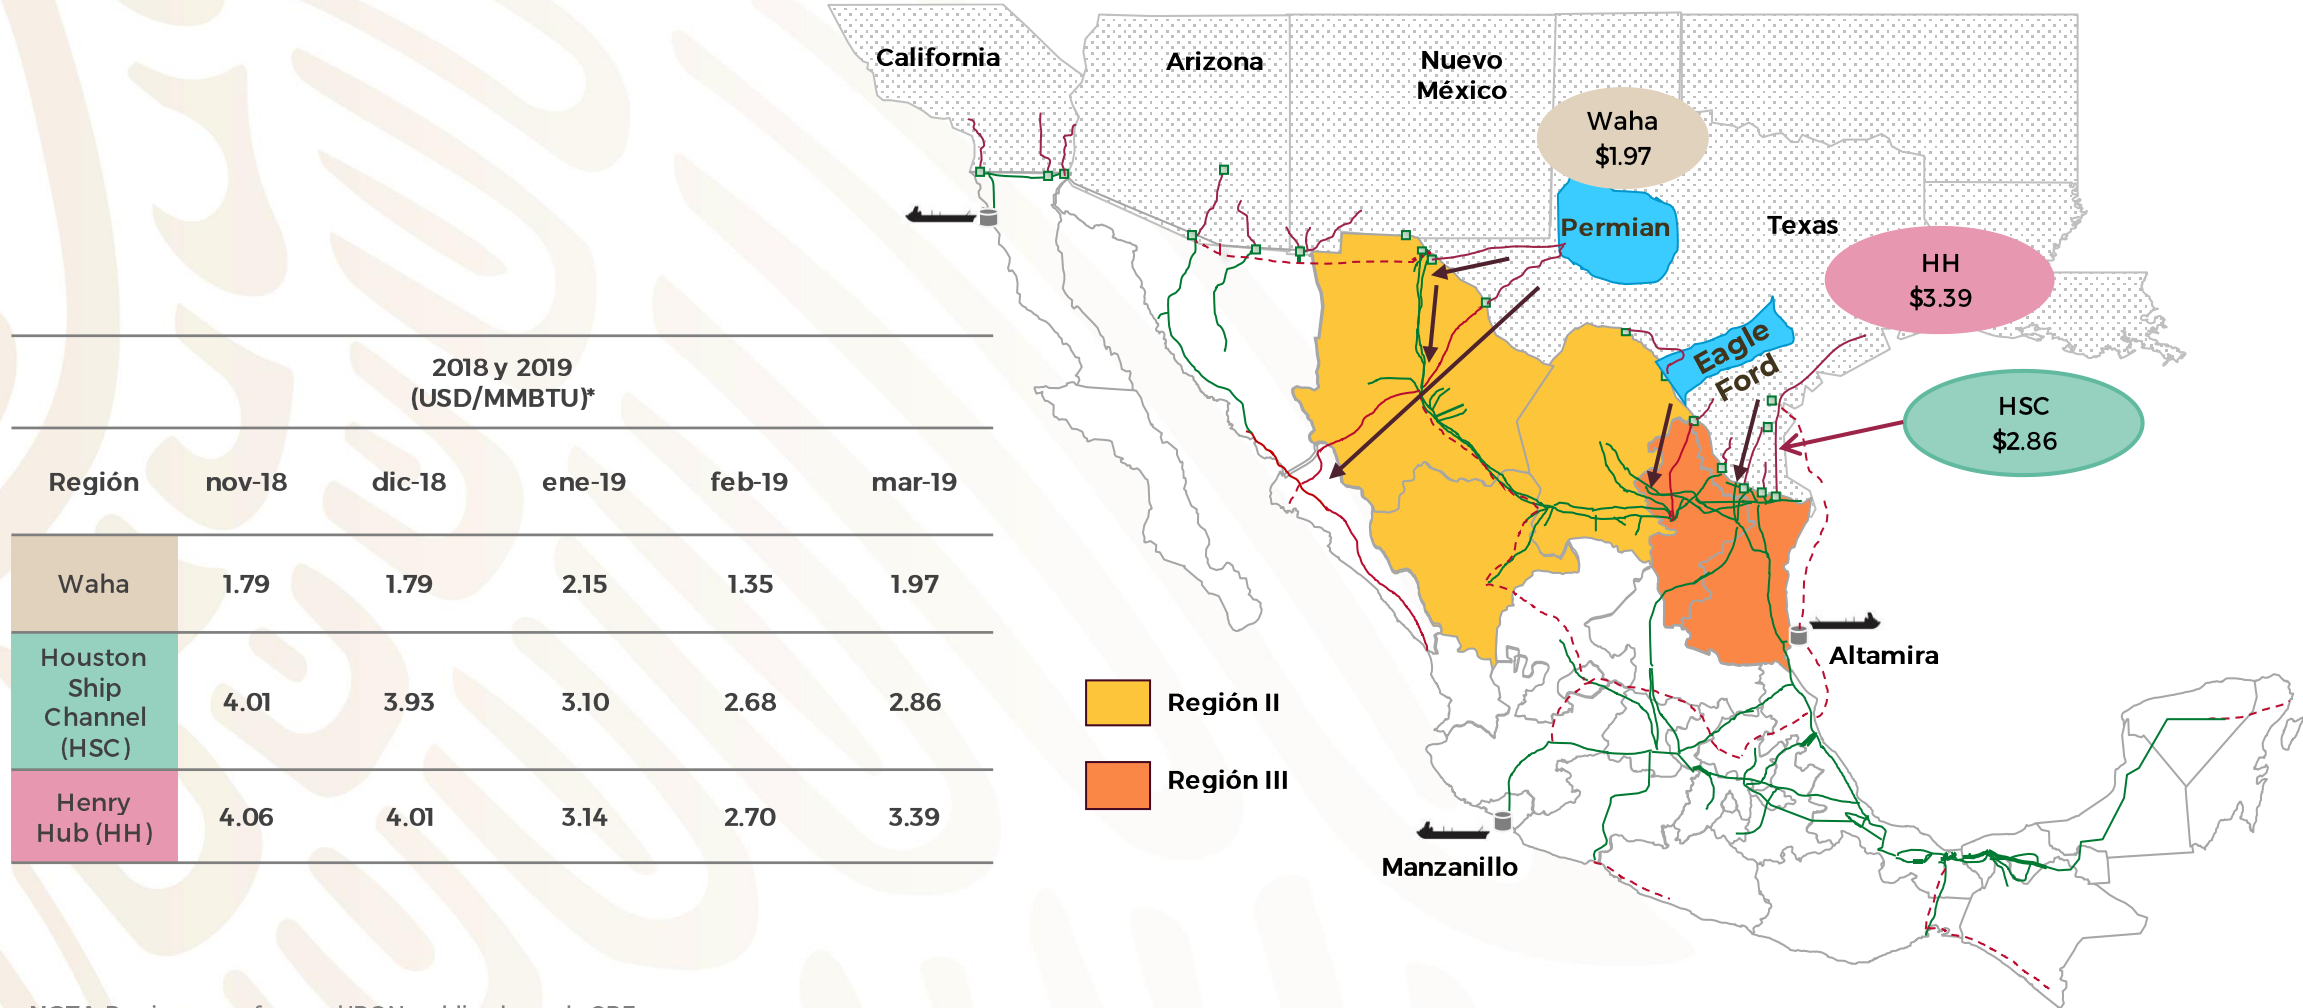 2018 y 2019
(USD/MMBTU)*
Región nov-18 dic-18 ene-19 feb-19 mar-19
Waha 1.79 1.79 2.15 1.35 1.97
Houston
Ship
Channel
(HSC)
4.01 3.93 3.10 2.68 2.86
Henry
Hub (HH)
4.06 4.01 3.14 2.70 3.39
California
Arizona
Nuevo
México
Waha
$1.97
Permian
Texas
HH
$3.39
Eagle
Ford
HSC
$2.86
Altamira
Región II
Región III
Manzanillo